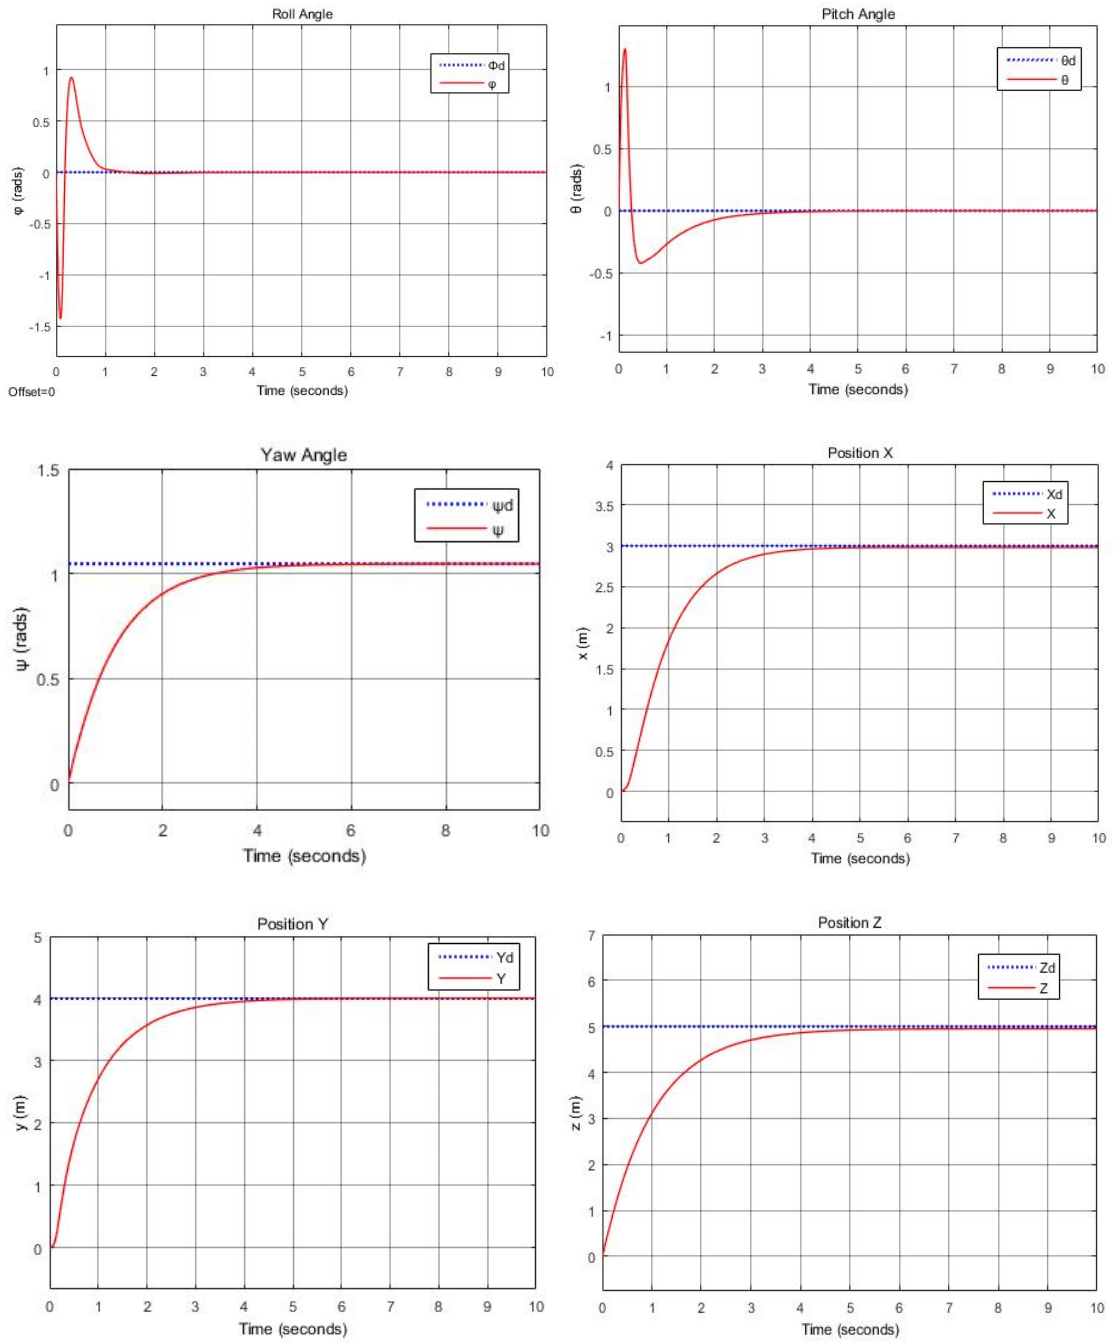 Roll Angle
Φd
φ
1
0.5
0
-0.5
-1
-1.5
φ (rads)
0 1 2 3 4 5 6 7 8 9 10
Offset=0
Time (seconds)
Pitch Angle
θd
θ
1
0.5
0
-0.5
-1
θ (rads)
0 1 2 3 4 5 6 7 8 9 10
Time (seconds)
Yaw Angle
ψd
ψ
1.5
1
0.5
0
ψ (rads)
0 2 4 6 8 10
Time (seconds)
Position X
Xd
X
4
3.5
3
2.5
2
1.5
1
0.5
0
x (m)
0 1 2 3 4 5 6 7 8 9 10
Time (seconds)
Position Y
Yd
Y
5
4
3
2
1
0
y (m)
0 1 2 3 4 5 6 7 8 9 10
Time (seconds)
Position Z
Zd
Z
7
6
5
4
3
2
1
0
z (m)
0 1 2 3 4 5 6 7 8 9 10
Time (seconds)